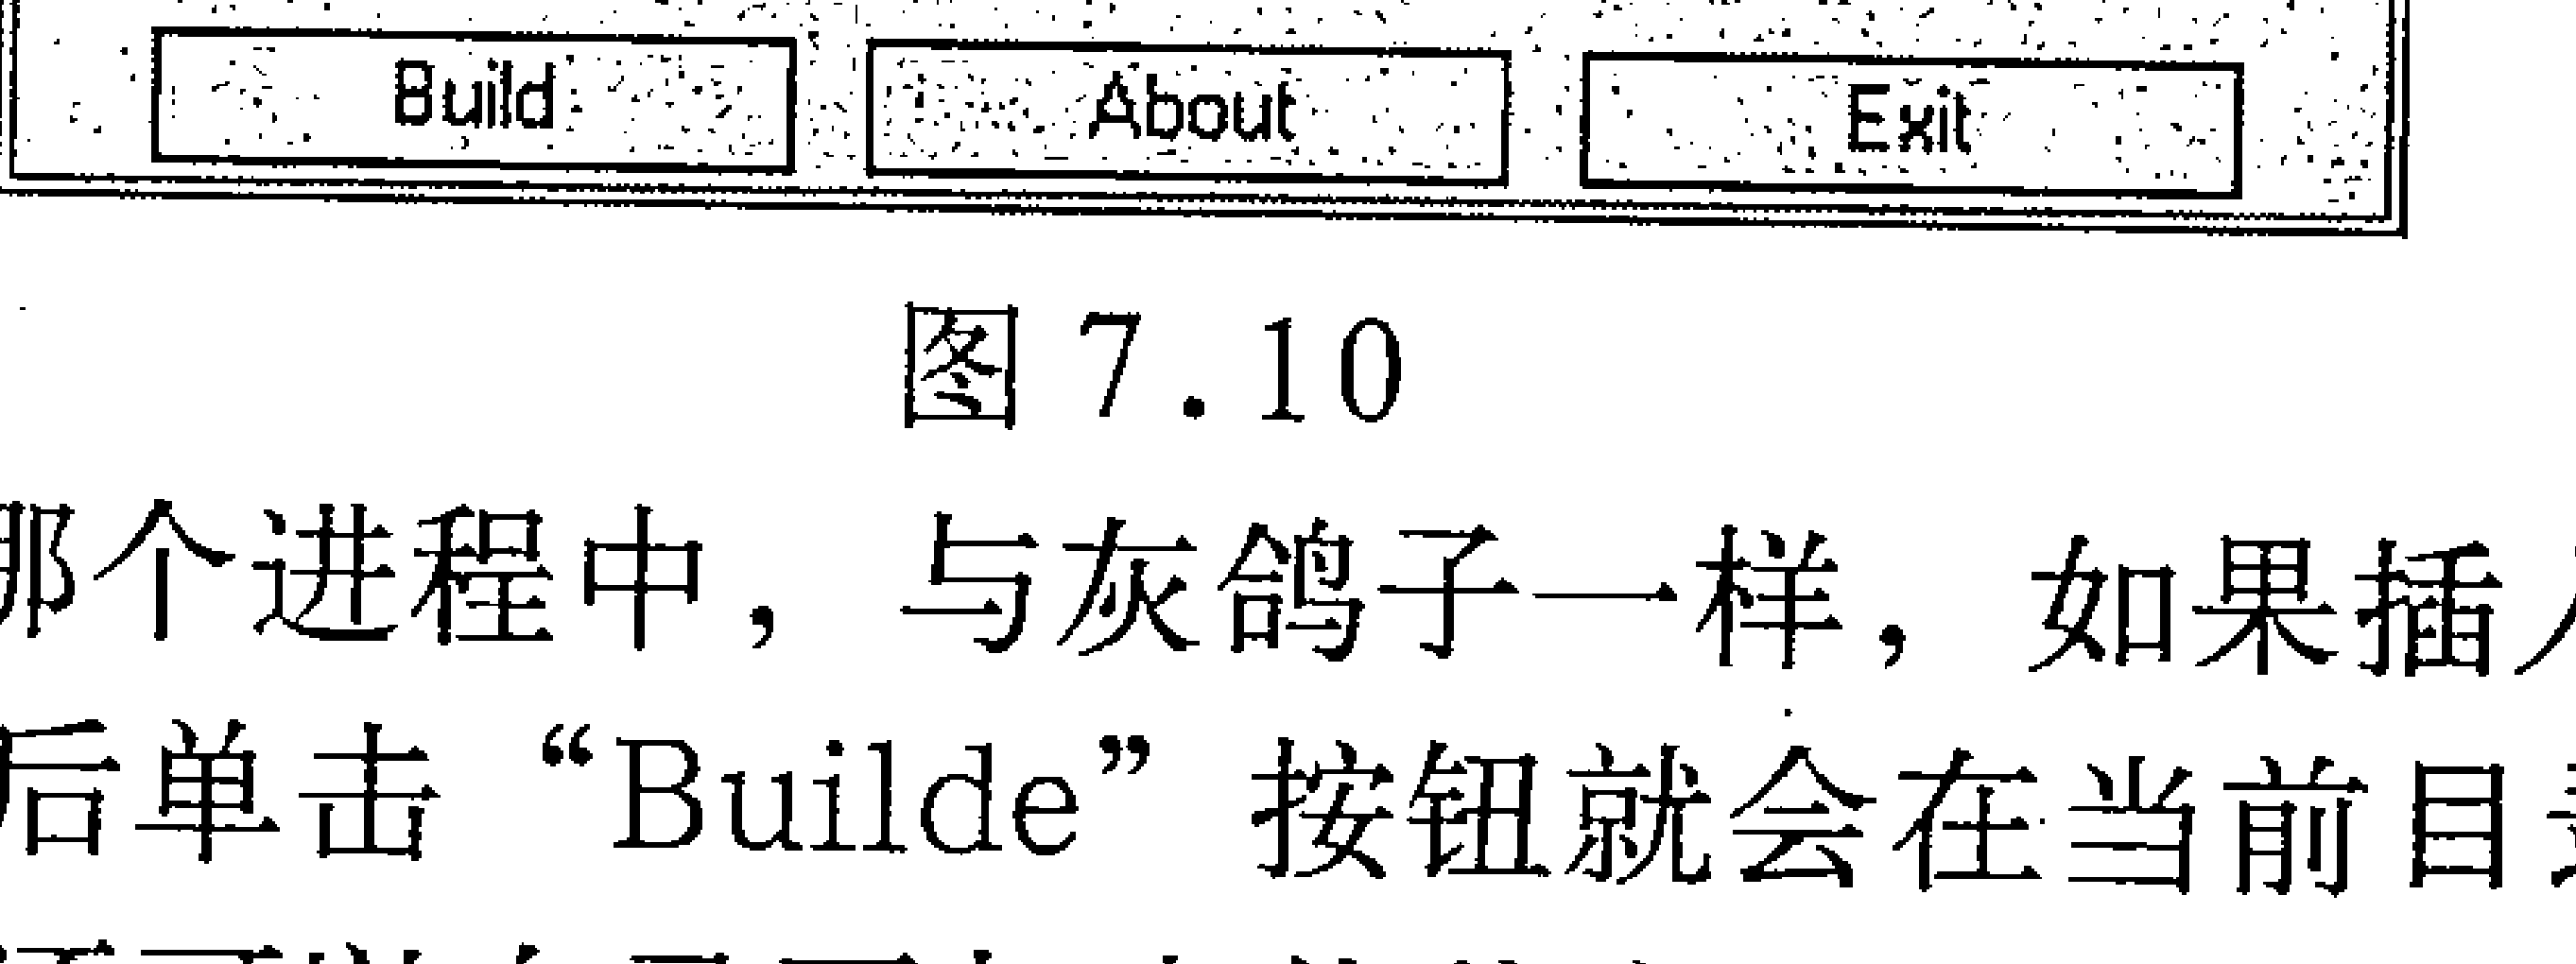 Build About Exit
图 7.10
那个进程中，与灰鸽子一样，如果插入
后单击“Builde”按钮就会在当前目